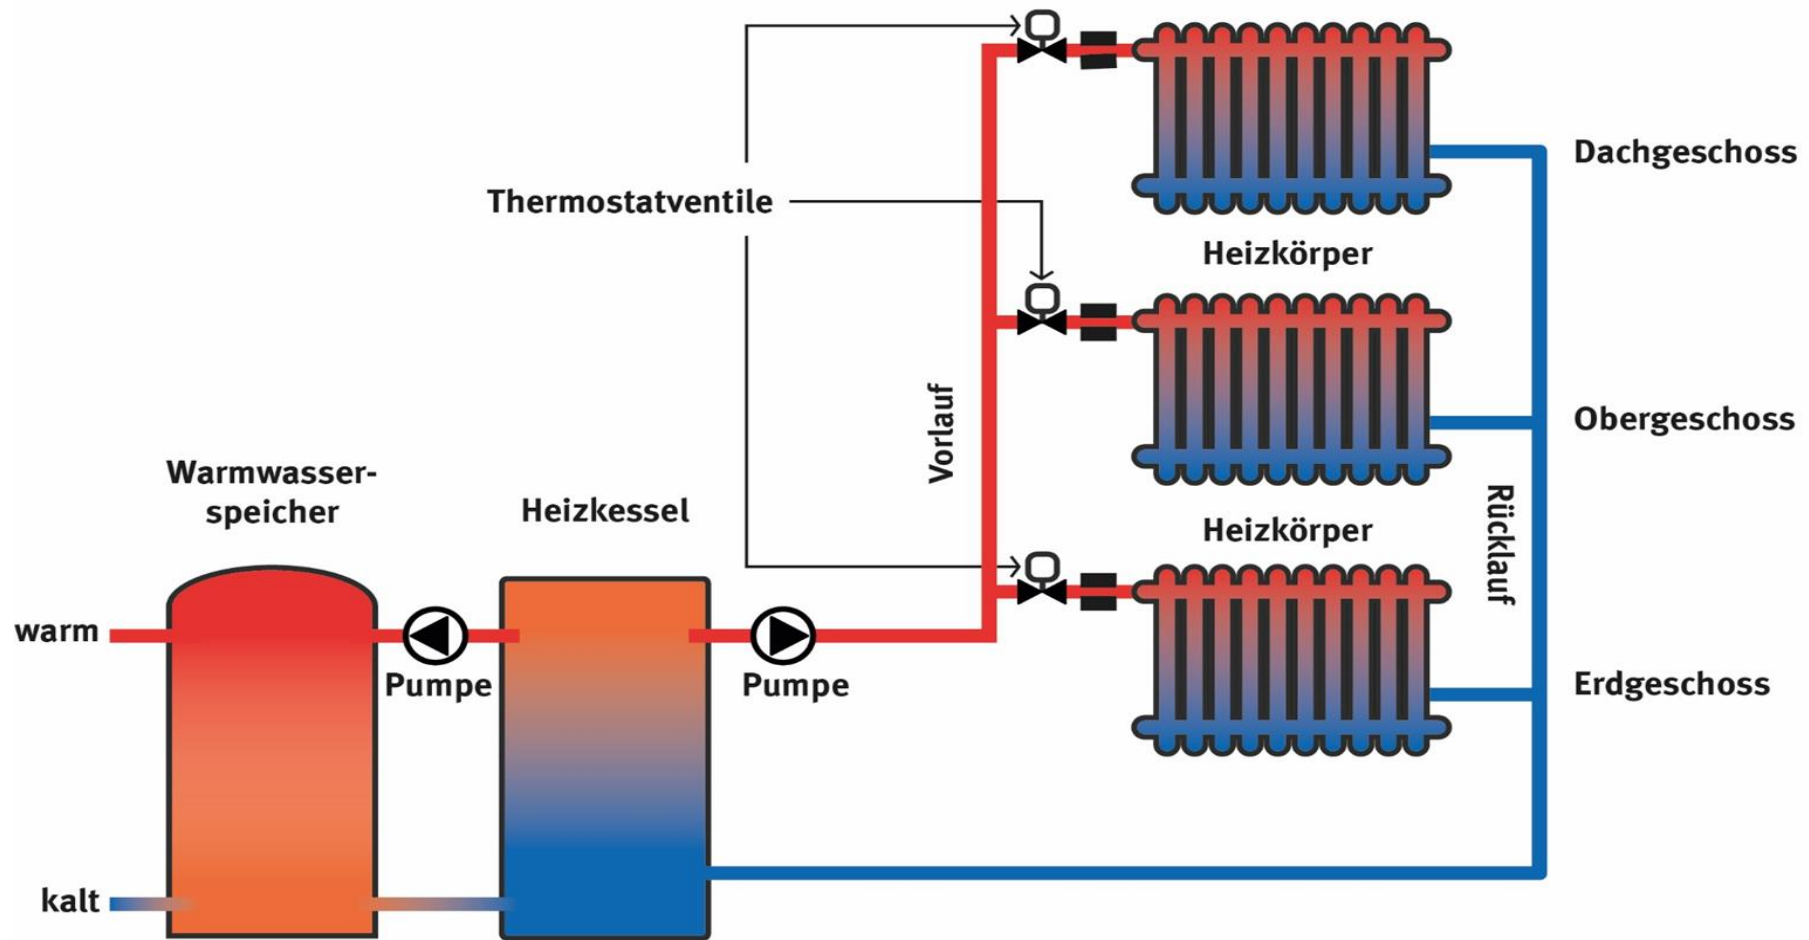 Dachgeschoss
Thermostatventile
Heizkörper
Vorlauf
Obergeschoss
Warmwasser-
speicher
Heizkessel
Rücklauf
Heizkörper
warm
Pumpe
Pumpe
Erdgeschoss
kalt